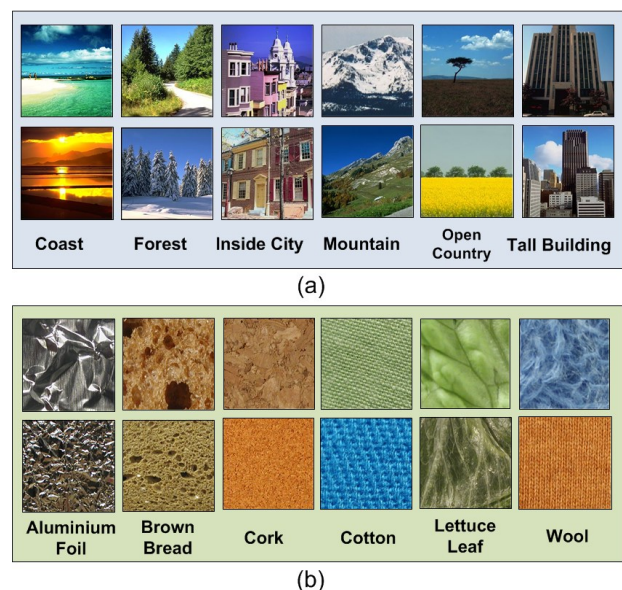 Coast Forest Inside City Mountain Open Country Tall Building
(a)
Aluminium Foil Brown Bread Cork Cotton Lettuce Leaf Wool
(b)